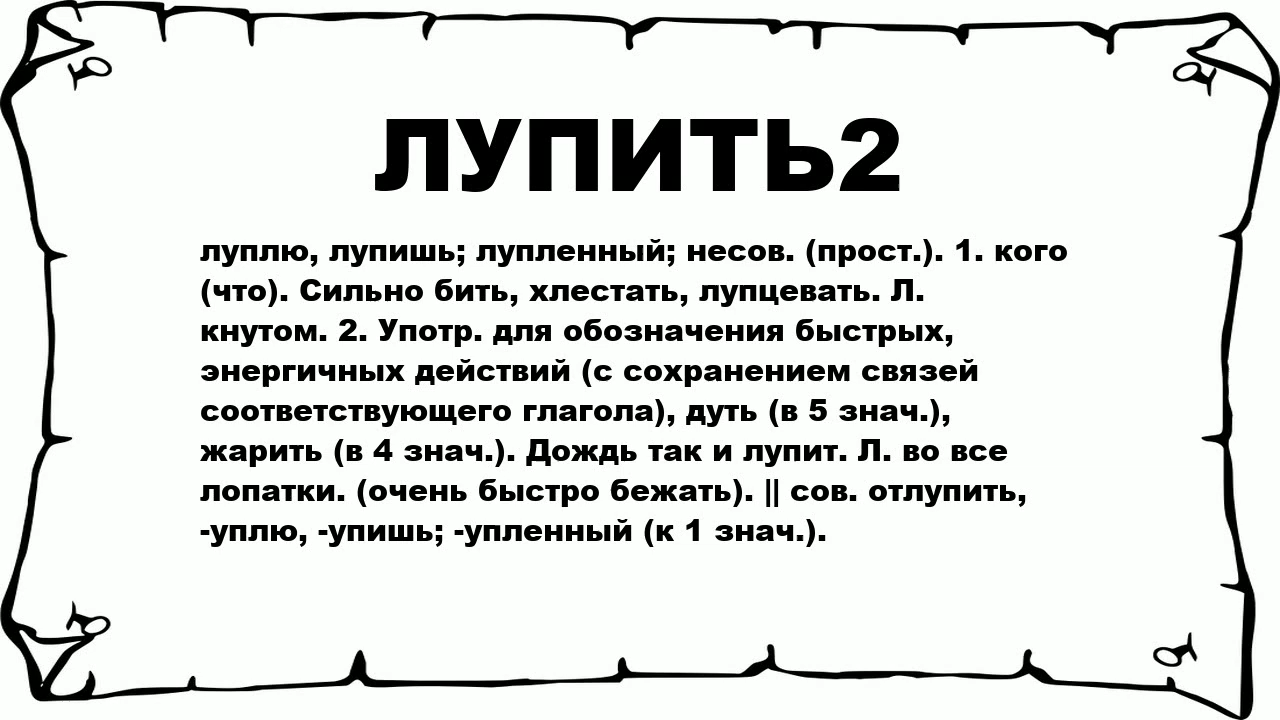 ЛУПИТЬ2
луплю, лупишь; лупленный; несов. (прост.). 1. кого
(что). Сильно бить, хлестать, лупцевать. Л.
кнутом. 2. Употр. для обозначения быстрых,
энергичных действий (с сохранением связей
соответствующего глагола), дуть (в 5 знач.),
жарить (в 4 знач.). Дождь так и лупит. Л. во все
лопатки. (очень быстро бежать). || сов. отлупить,
-уплю, -упишь; -упленный (к 1 знач.).